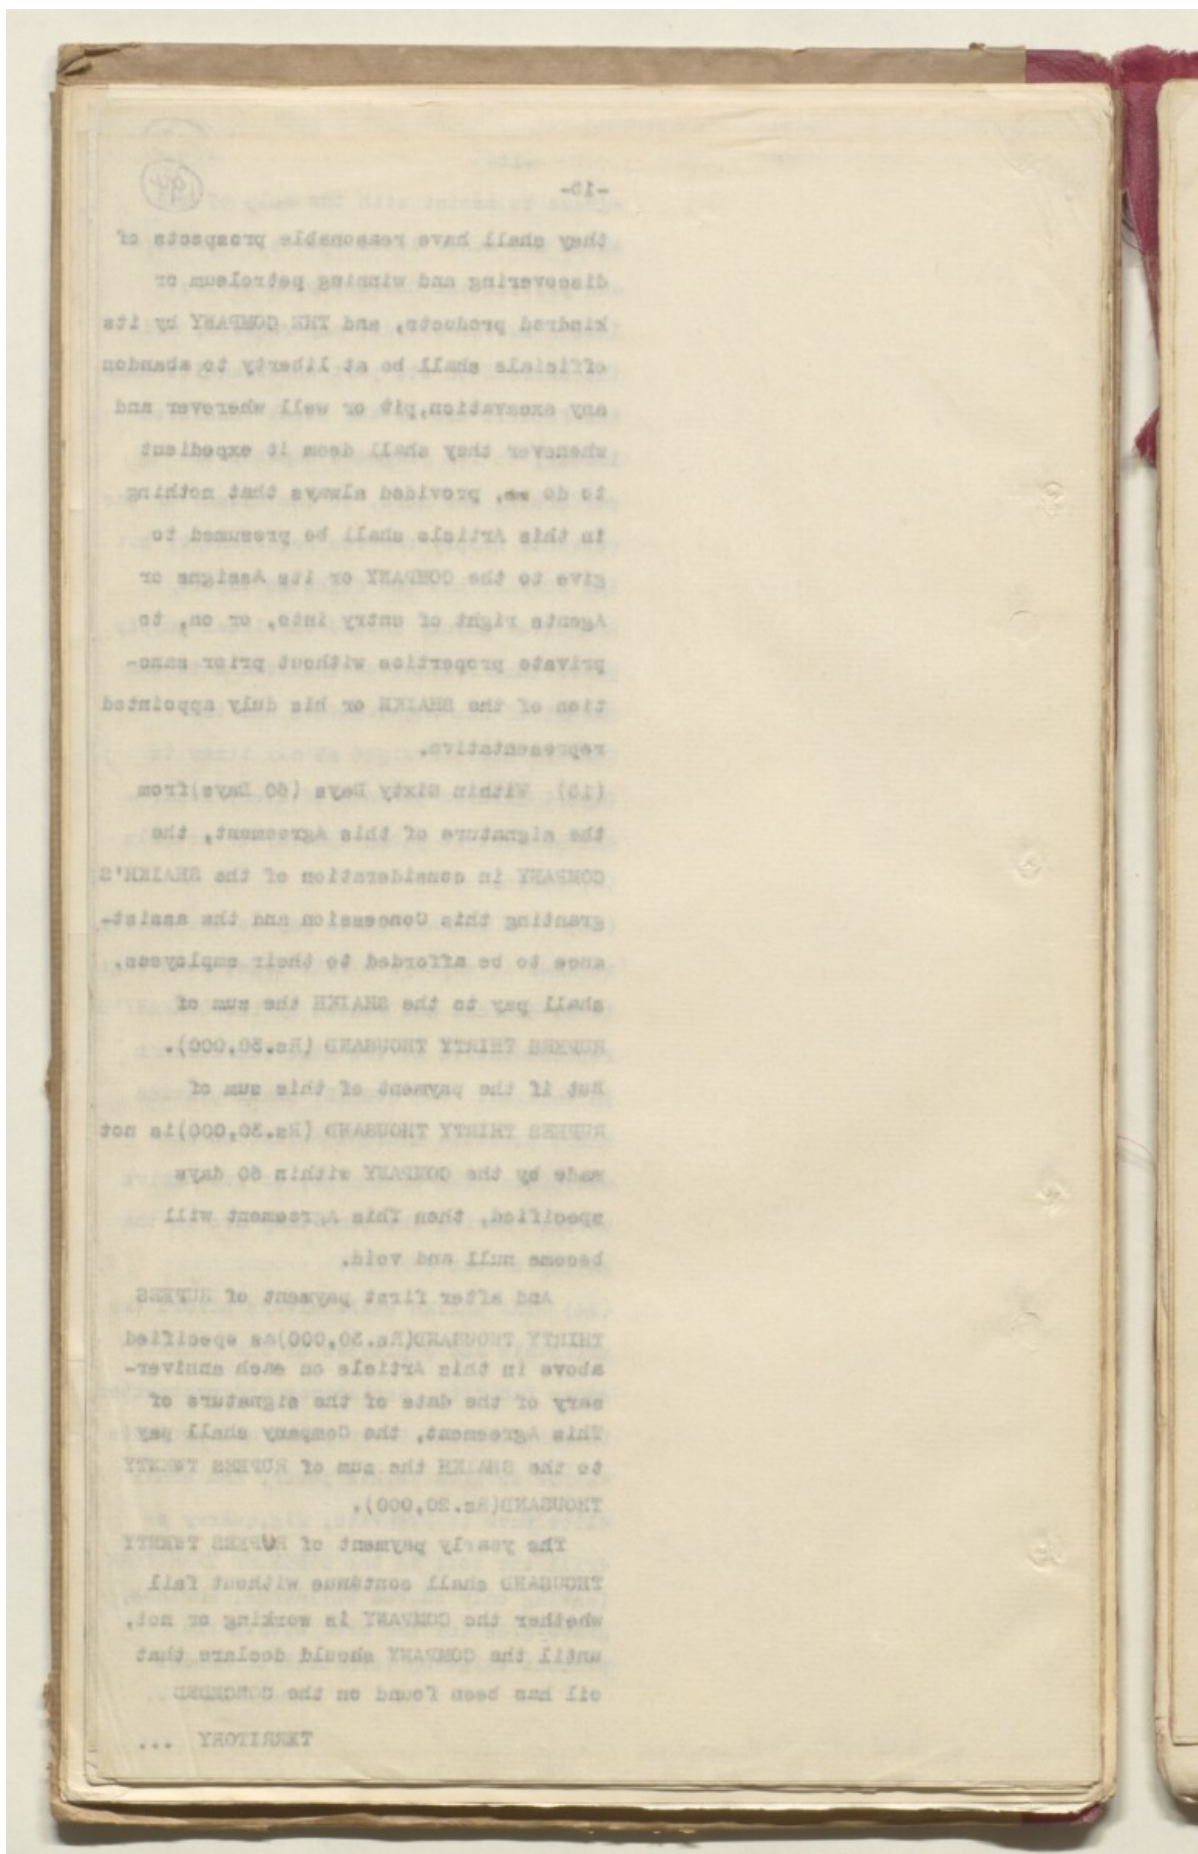 -15-
they shall have reasonable prospects of
discovering and winning petroleum or
kindred products, and THE COMPANY by its
officials shall be at liberty to abandon
any excavation,pit or well wherever and
whenever they shall deem it expedient
to do so, provided always that nothing
in this Article shall be presumed to
give to the COMPANY or its Assigns or
Agents right of entry into, or on, to
private properties without prior sanc-
tion of the SHAIKH or his duly appointed
representative.
(15) Within Sixty Days (60 Days)from
the signature of this Agreement, the
COMPANY in consideration of the SHAIKH'S
granting this Concession and the assist-
ance to be afforded to their employees,
shall pay to the SHAIKH the sum of
RUPEES THIRTY THOUSAND (Rs.30,000).
But if the payment of this sum of
RUPEES THIRTY THOUSAND (Rs.30,000)is not
made by the COMPANY within 60 days
specified, then This Agreement will
become null and void.
And after first payment of RUPEES
THIRTY THOUSAND(Rs.30,000)as specified
above in this Article on each anniver-
sary of the date of the signature of
This Agreement, the Company shall pay
to the SHAIKH the sum of RUPEES TWENTY
THOUSAND(Rs.20,000).
The yearly payment of RUPEES TWENTY
THOUSAND shall continue without fail
whether the COMPANY is working or not,
until the COMPANY should declare that
oil has been found on the CONCEDED
TERRITORY ...